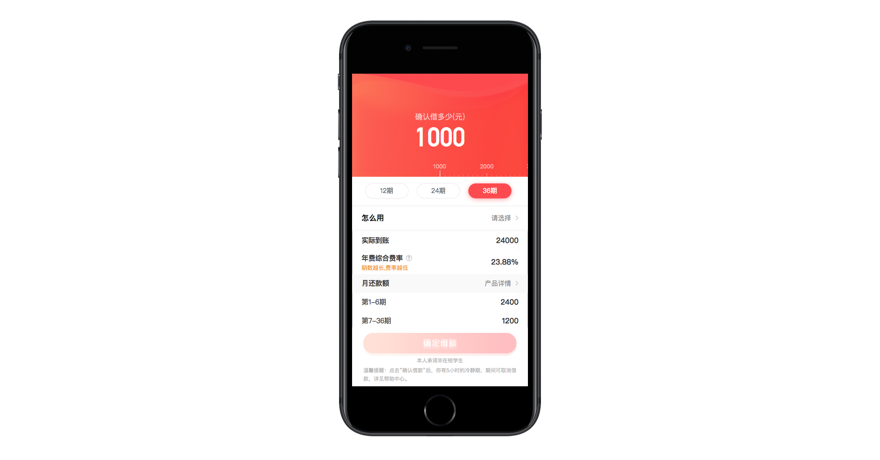 确认借多少(元)
1000
1000 2000
12期 24期 36期
怎么用 请选择 >
实际到账 24000
年费综合费率 ①
期数越长,费率越低
23.88%
月还款额 产品详情 >
第1-6期 2400
第7-36期 1200
确定借款
本人承诺非在校学生
温馨提醒：点击“确认借款”后，你有5小时的冷静期，期间可取消借
款，详见帮助中心。